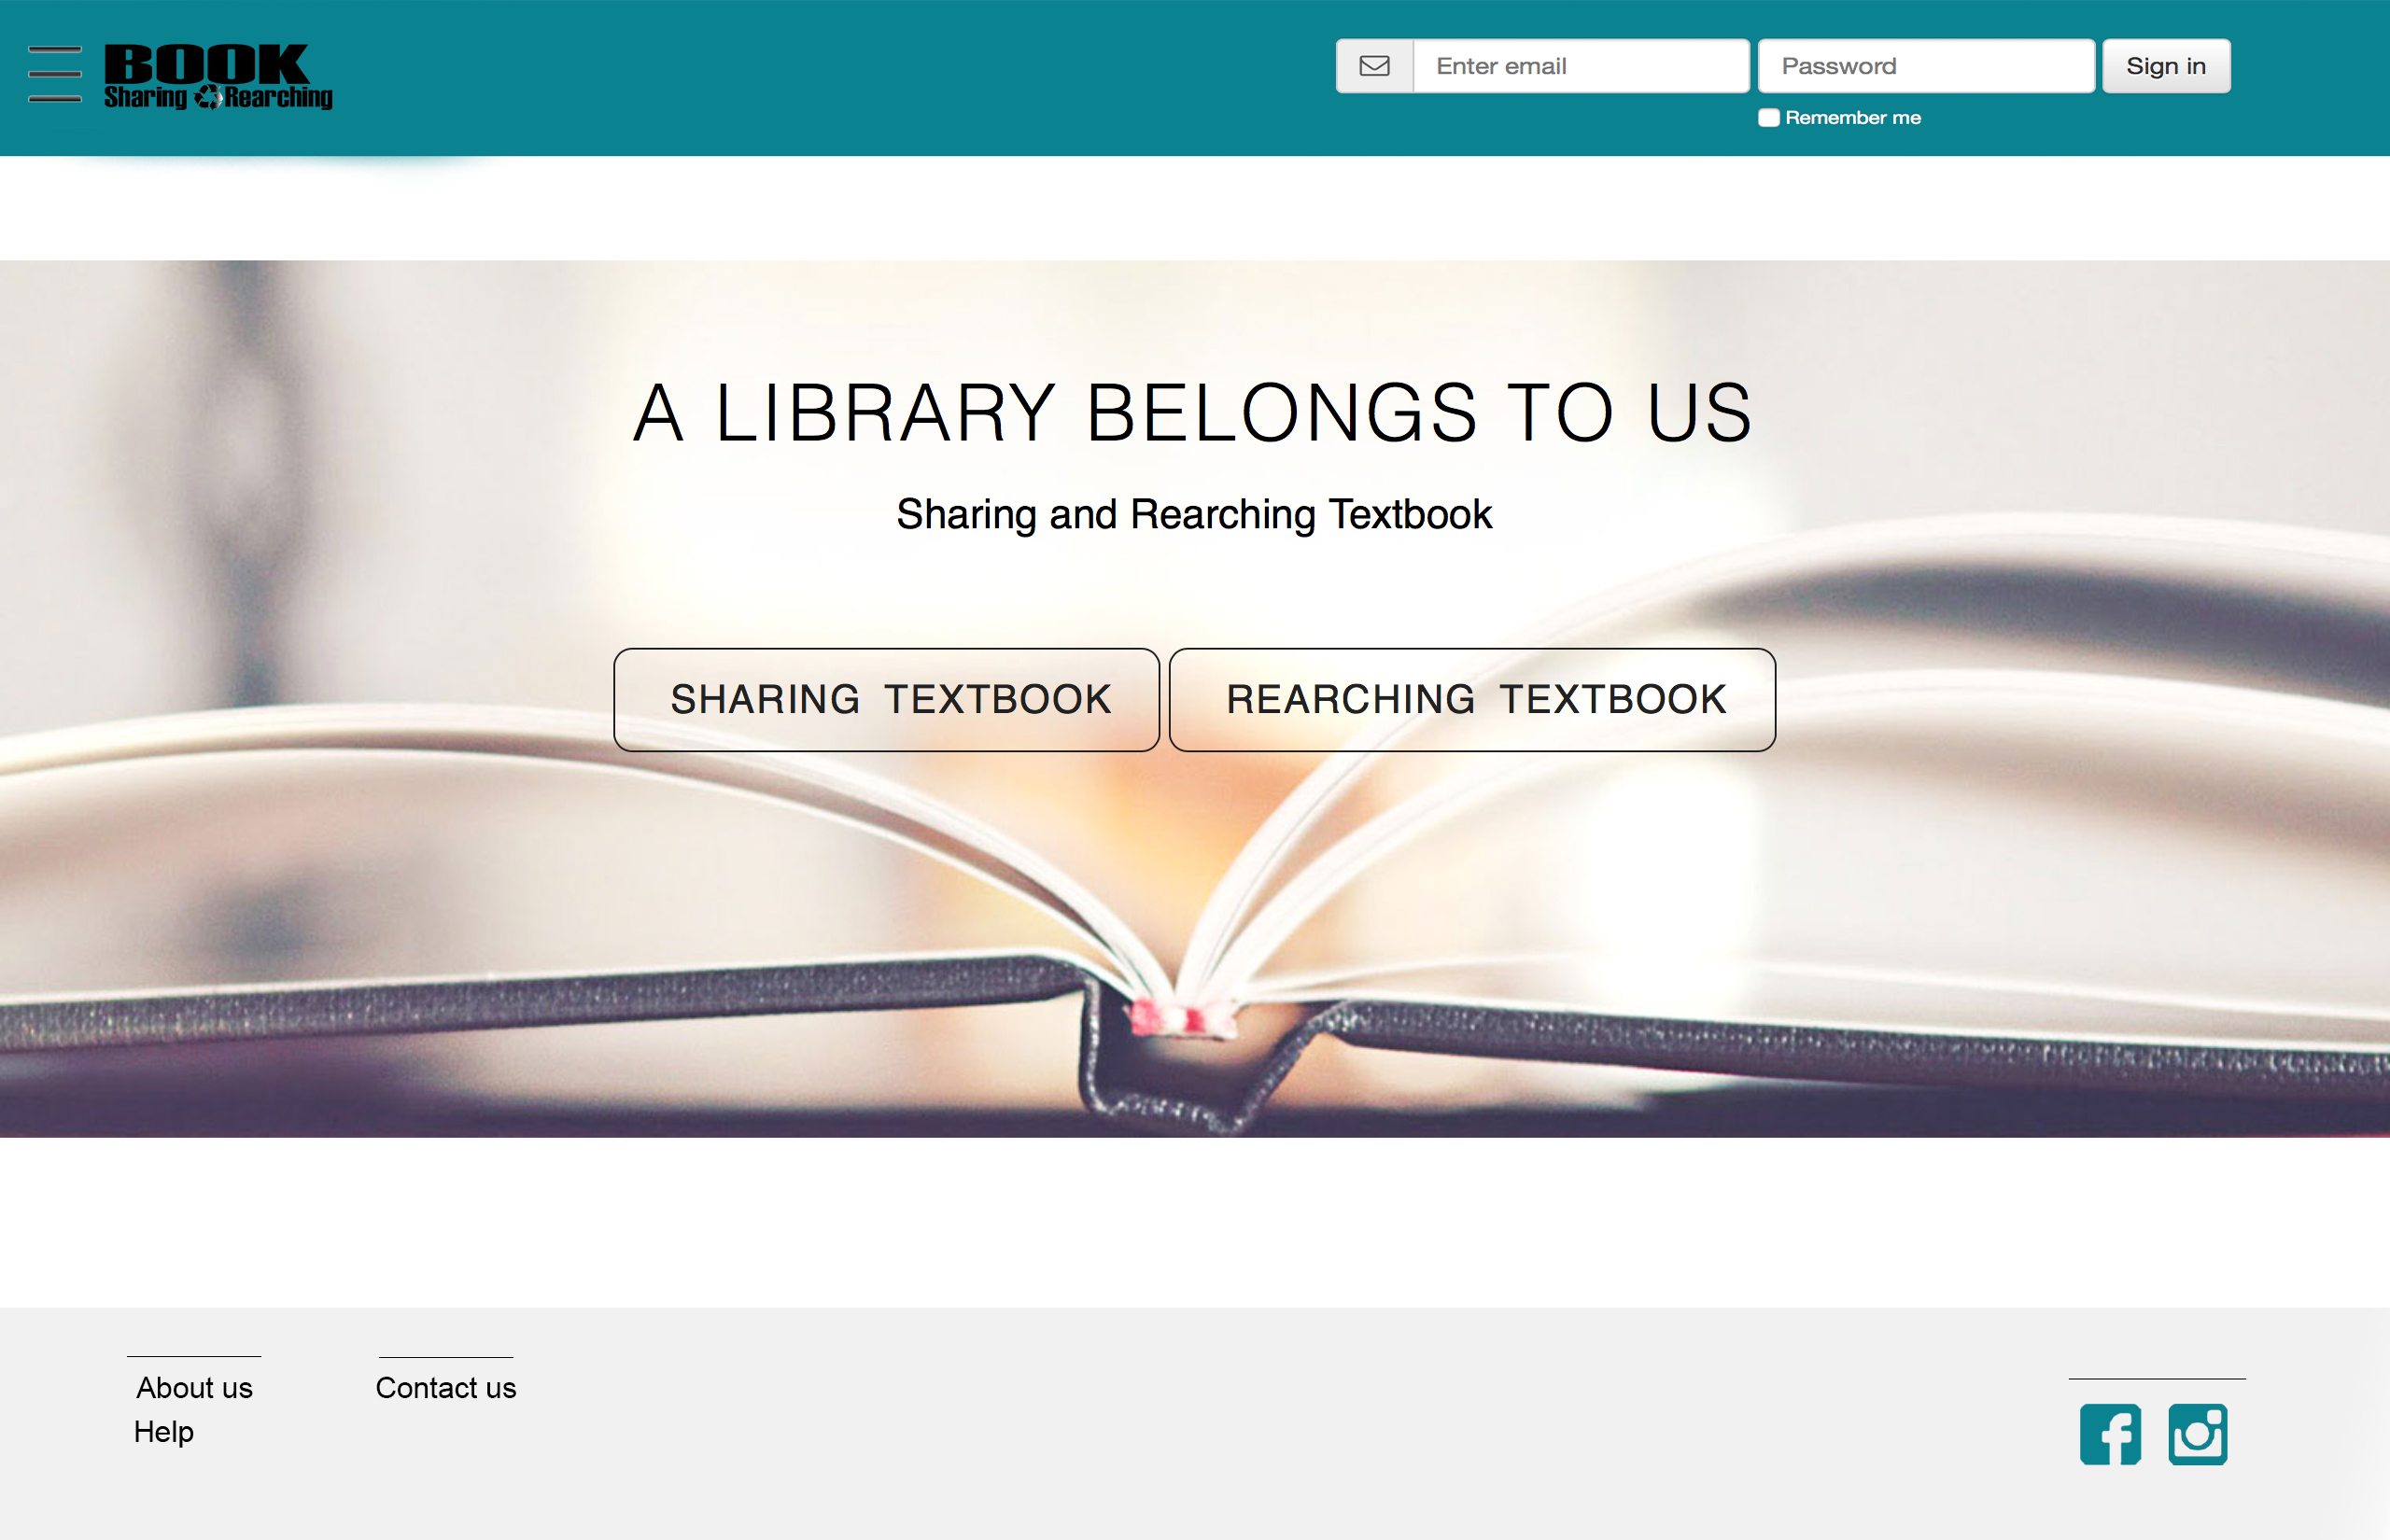 BOOK
Sharing Rearching
Enter email
Password
Sign in
Remember me
A LIBRARY BELONGS TO US
Sharing and Rearching Textbook
SHARING TEXTBOOK
REARCHING TEXTBOOK
About us
Contact us
Help